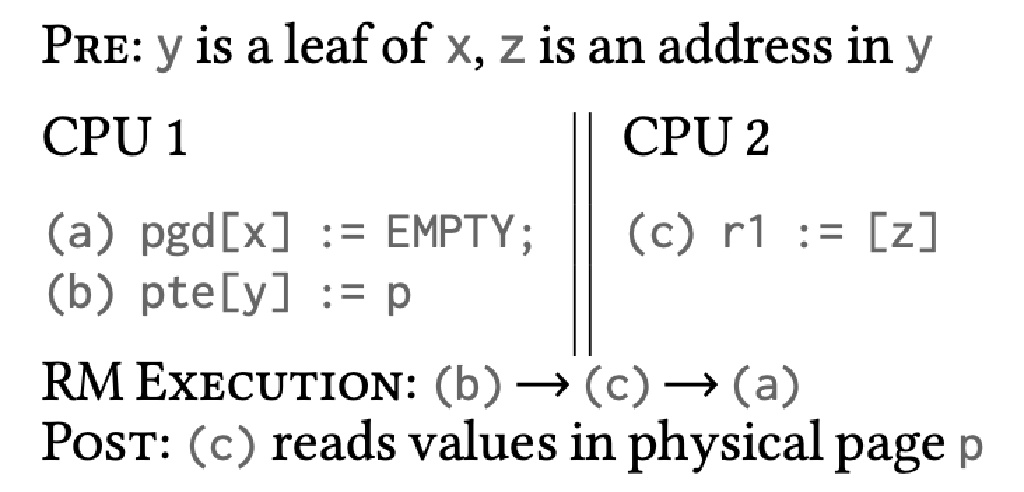 PRE: y is a leaf of x, z is an address in y
CPU 1
CPU 2
(a) pgd[x] := EMPTY;
(c) r1 := [z]
(b) pte[y] := p
RM EXECUTION: (b) → (c) → (a)
POST: (c) reads values in physical page p